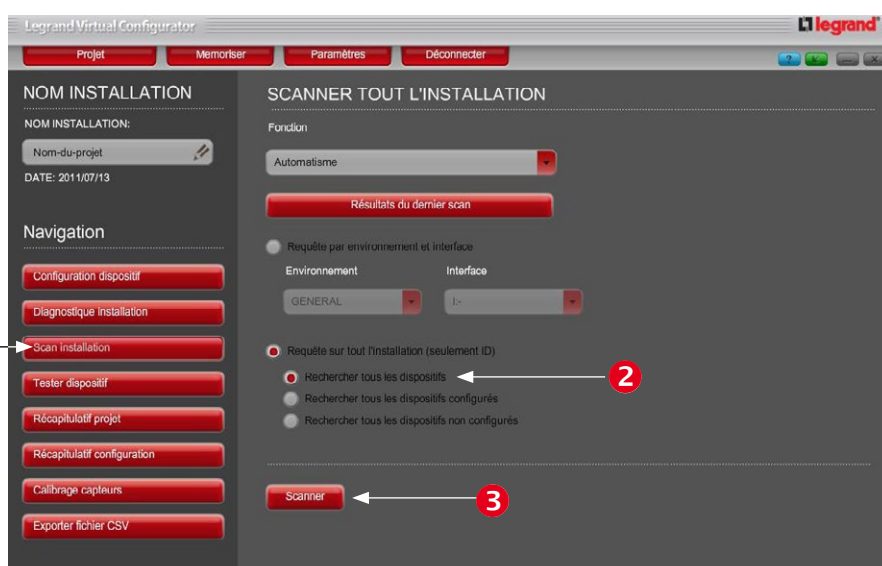 Legrand Virtual Configurator
legrand
Projet
Memoriser
Paramètres
Déconnecter
?
K
NOM INSTALLATION
NOM INSTALLATION:
Nom-du-projet
DATE: 2011/07/13
Navigation
Configuration dispositif
Diagnostique installation
Scan installation
Tester dispositif
Récapitulatif projet
Récapitulatif configuration
Calibrage capteurs
Exporter fichier CSV
SCANNER TOUT L'INSTALLATION
Fonction
Automatisme
Résultats du dernier scan
Requête par environnement et interface
Environnement Interface
GENERAL I:-
Requête sur tout l'installation (seulement ID)
Rechercher tous les dispositifs
2
Rechercher tous les dispositifs configurés
Rechercher tous les dispositifs non configurés
Scanner
3